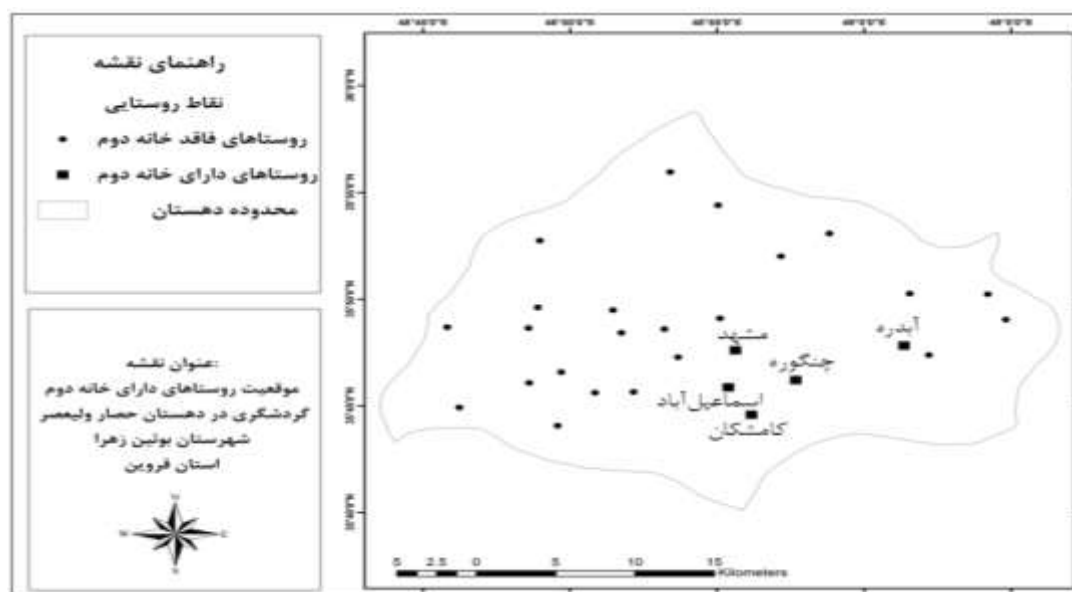 راهنمای نقشه
نقاط روستایی
روستاهای فاقد خانه دوم
روستاهای دارای خانه دوم
محدوده دهستان
عنوان نقشه:
موقعیت روستاهای دارای خانه دوم
گردشگری در دهستان حصار ولیعصر
شهرستان بوئین زهرا
استان قزوین
N
W
E
S
آبدره
مشهد
چنگوره
اسماعیل‌آباد
کامشکان
5 2.5 0 5 10 15
Kilometers